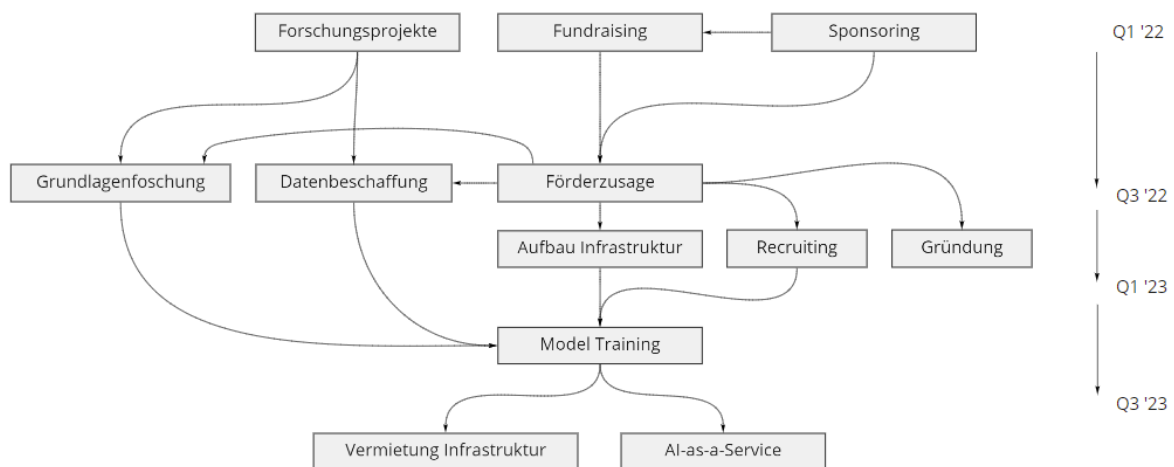 Forschungsprojekte
Fundraising
Sponsoring
Q1 '22
Grundlagenfoschung
Datenbeschaffung
Förderzusage
Q3 '22
Aufbau Infrastruktur
Recruiting
Gründung
Q1 '23
Model Training
Q3 '23
Vermietung Infrastruktur
AI-as-a-Service